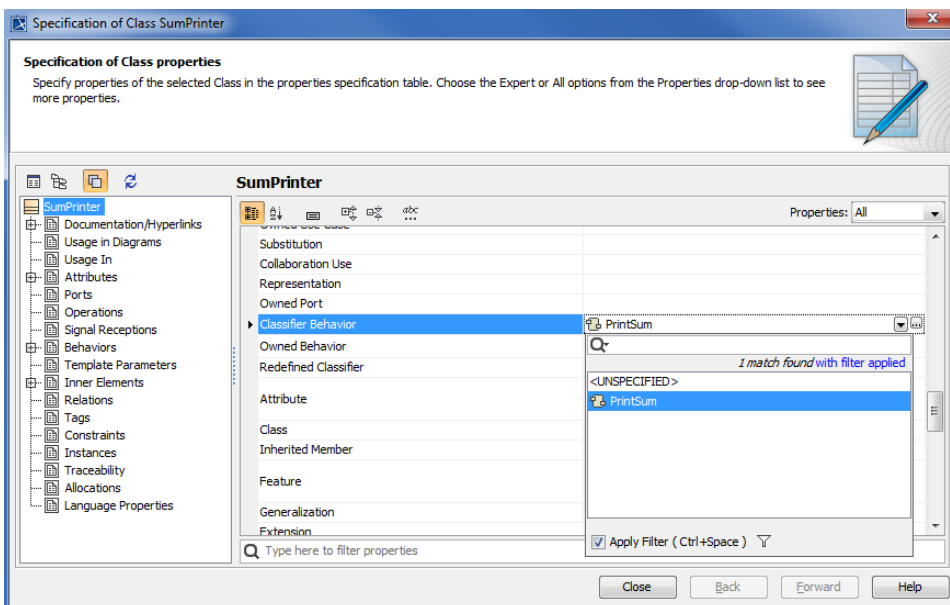 Specification of Class SumPrinter
Specification of Class properties
Specify properties of the selected Class in the properties specification table. Choose the Expert or All options from the Properties drop-down list to see
more properties.
SumPrinter
Properties: All
SumPrinter
Documentation/Hyperlinks
Usage in Diagrams
Usage In
Attributes
Ports
Operations
Signal Receptions
Behaviors
Template Parameters
Inner Elements
Relations
Tags
Constraints
Instances
Traceability
Allocations
Language Properties
Owned Use Case
Substitution
Collaboration Use
Representation
Owned Port
Classifier Behavior PrintSum
Owned Behavior
Redefined Classifier
Attribute
Class
Inherited Member
Feature
Generalization
Extension
1 match found with filter applied
<UNSPECIFIED>
PrintSum
Apply Filter ( Ctrl+Space )
Type here to filter properties
Close Back Forward Help